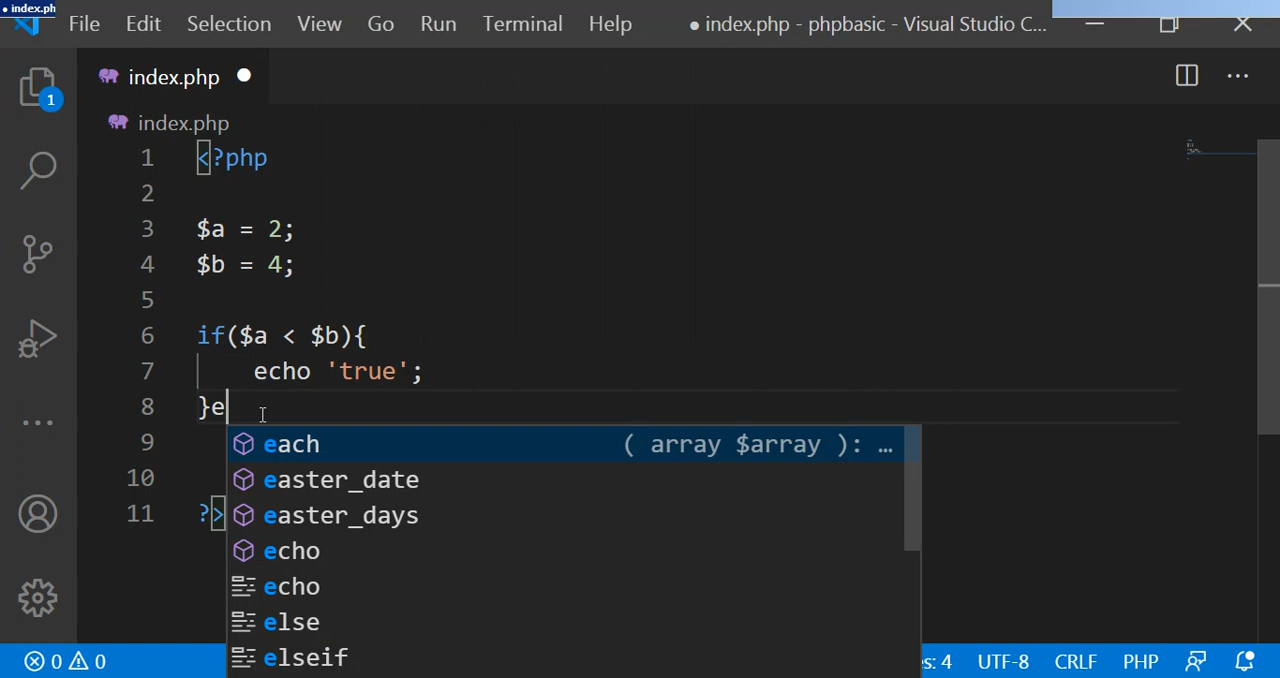 • index.ph
File Edit Selection View Go Run Terminal Help ● index.php - phpbasic - Visual Studio C...
1
index.php ●
index.php
1 <?php
2
3 $a = 2;
4 $b = 4;
5
6 if($a < $b){
7 echo 'true';
8 }e
9 each ( array $array ): …
10 easter_date
11 ?> easter_days
echo
echo
else
elseif
0 0 s: 4 UTF-8 CRLF PHP